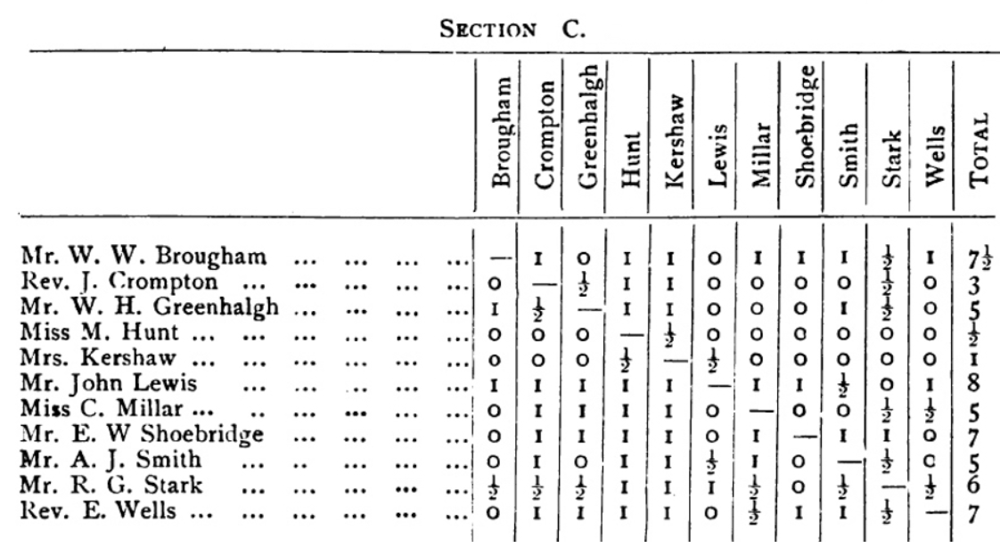 SECTION C.
Brougham Crompton Greenhalgh Hunt Kershaw Lewis Millar Shoebridge Smith Stark Wells TOTAL
Mr. W. W. Brougham ... ... ... ... — 1 0 1 1 0 1 1 1 ½ 1 7½
Rev. J. Crompton ... ... ... ... ... 0 — ½ 1 1 0 0 0 0 ½ 0 3
Mr. W. H. Greenhalgh ... ... ... ... 1 ½ — 1 1 0 0 0 1 ½ 0 5
Miss M. Hunt ... ... ... ... ... ... 0 0 0 — ½ 0 0 0 0 0 0 ½
Mrs. Kershaw ... ... ... ... ... ... 0 0 0 ½ — ½ 0 0 0 0 0 1
Mr. John Lewis ... ... .. ... ... 1 1 1 1 1 — 1 1 ½ 0 1 8
Miss C. Millar ... .. ... ... ... ... 0 1 1 1 1 0 — 0 0 ½ ½ 5
Mr. E. W Shoebridge ... ... ... ... 0 1 1 1 1 0 1 — 1 1 0 7
Mr. A. J. Smith ... .. ... ... ... 0 1 0 1 1 ½ 1 0 — ½ 0 5
Mr. R. G. Stark ... ... ... ... ... ½ ½ ½ 1 1 1 ½ 0 ½ — ½ 6
Rev. E. Wells ... ... ... ... ... ... 0 1 1 1 1 0 ½ 1 1 ½ — 7